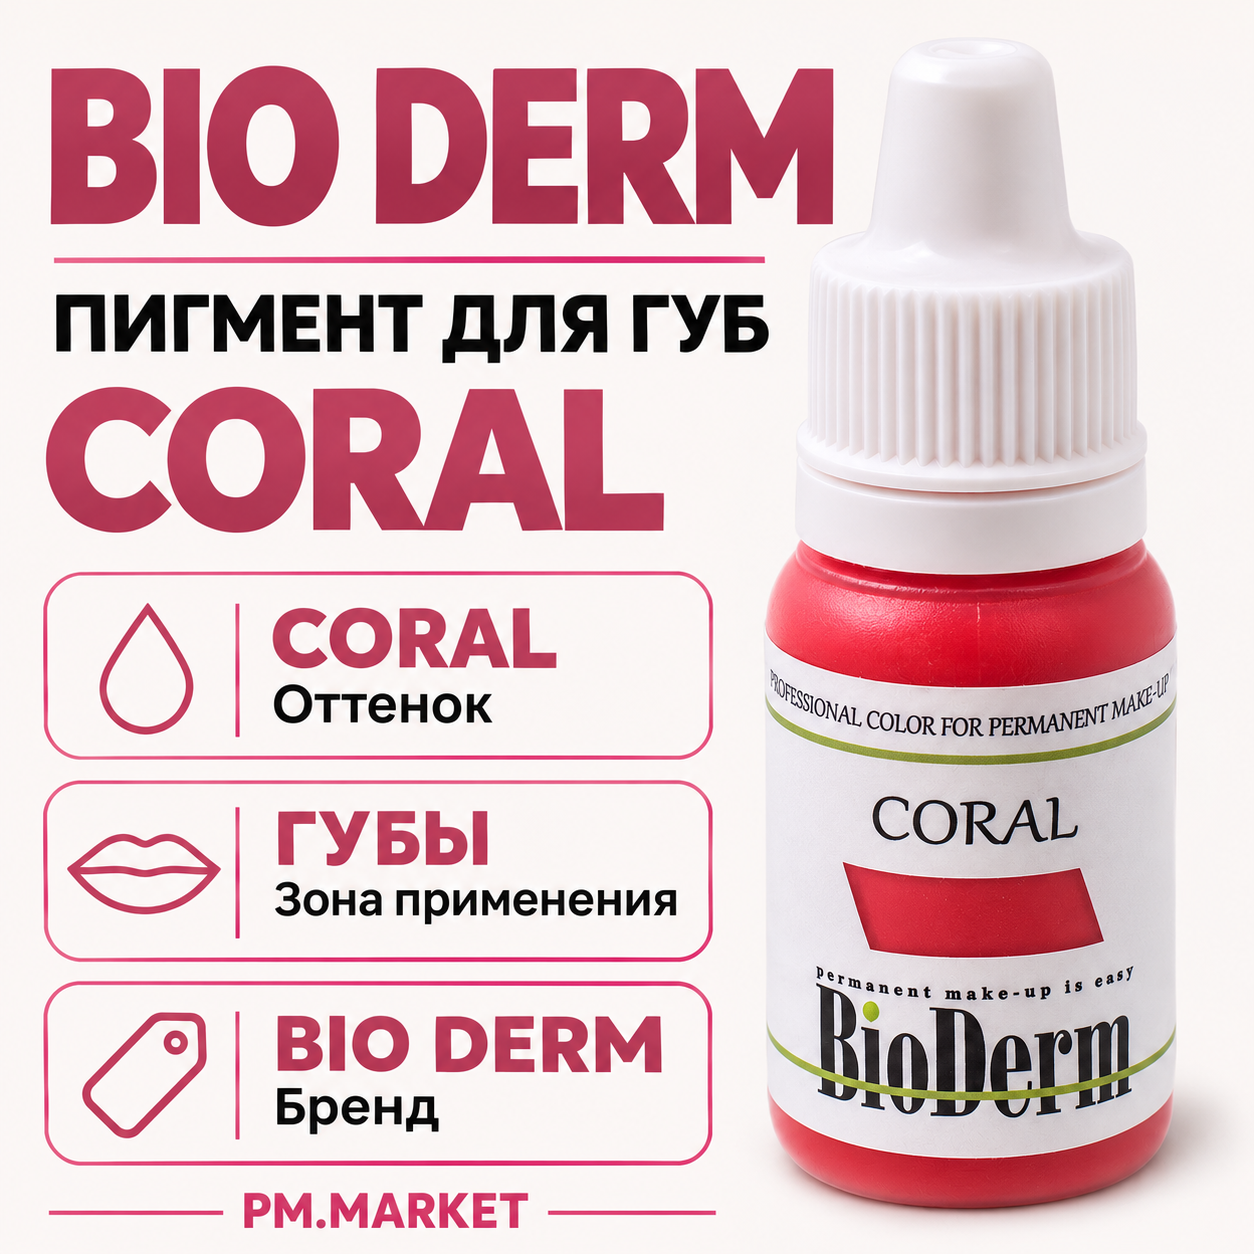 BIO DERM
ПИГМЕНТ ДЛЯ ГУБ
CORAL
CORAL
Оттенок
ГУБЫ
Зона применения
BIO DERM
Бренд
PM.MARKET
PROFESSIONAL COLOR FOR PERMANENT MAKE-UP
CORAL
permanent make-up is easy
BioDerm